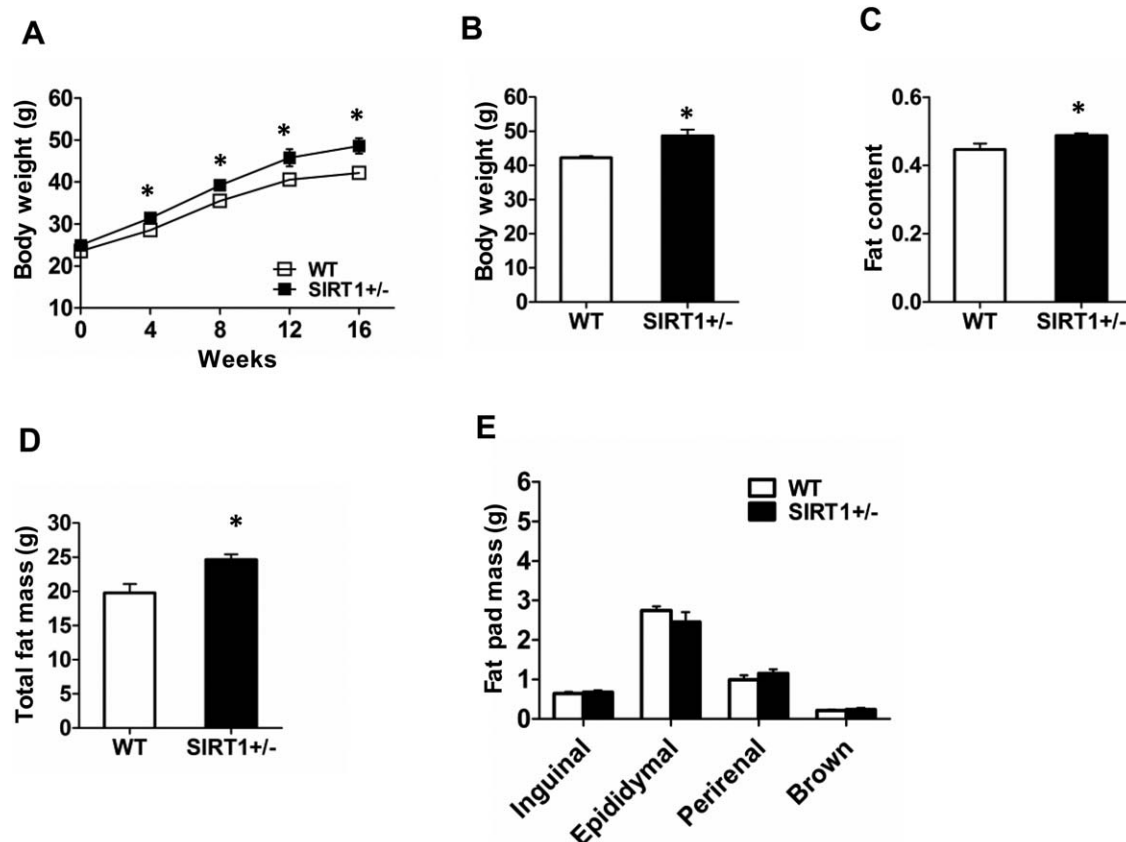 A
Body weight (g)
60
50
40
30
20
10
* * * *
WT
SIRT1+/-
0 4 8 12 16
Weeks
B
Body weight (g)
60
50
40
30
20
10
0
*
WT SIRT1+/-
C
Fat content
0.6
0.4
0.2
0.0
*
WT SIRT1+/-
D
Total fat mass (g)
30
25
20
15
10
5
0
*
WT SIRT1+/-
E
Fat pad mass (g)
6
5
4
3
2
1
0
WT
SIRT1+/-
Inguinal
Epididymal
Perirenal
Brown